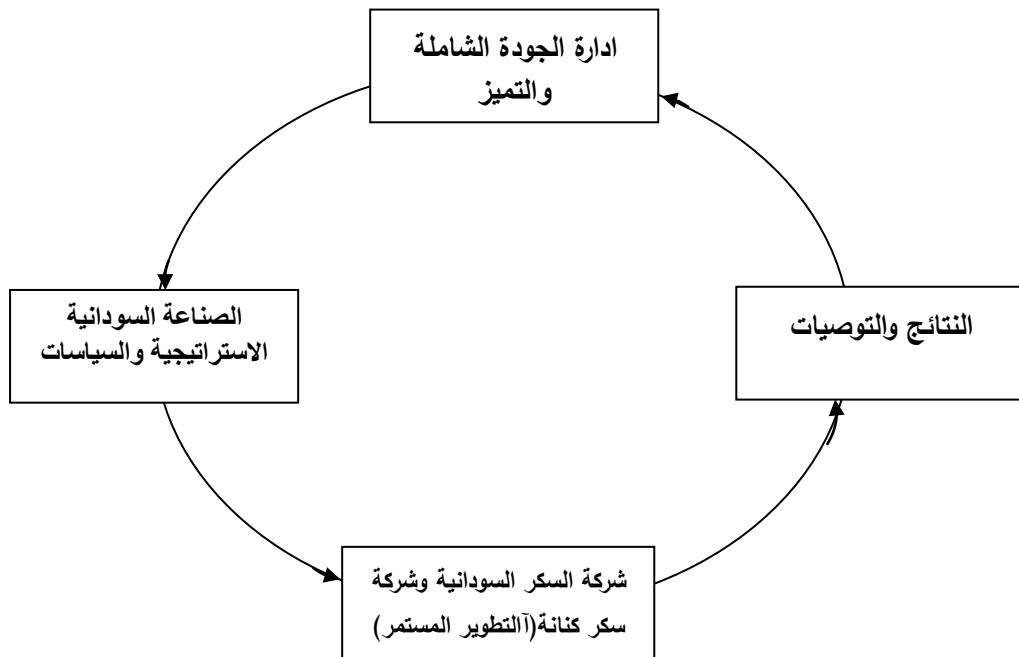 ادارة الجودة الشاملة
والتميز
الصناعة السودانية
الاستراتيجية والسياسات
النتائج والتوصيات
شركة السكر السودانية وشركة
سكر كنانة(آالتطوير المستمر)